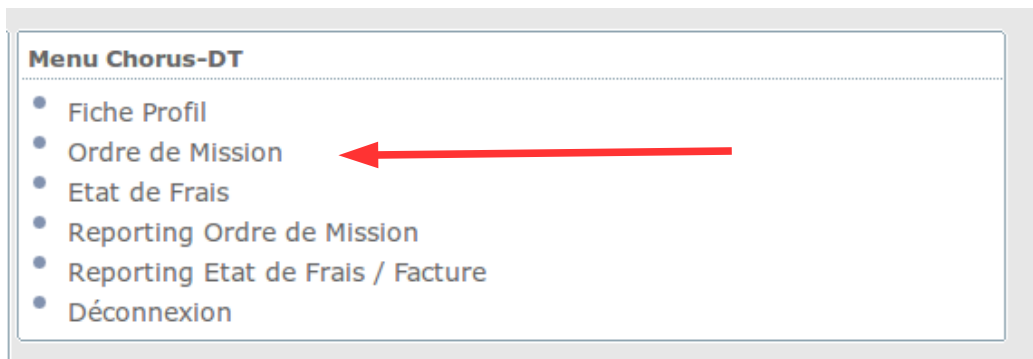 Menu Chorus-DT
Fiche Profil
Ordre de Mission
Etat de Frais
Reporting Ordre de Mission
Reporting Etat de Frais / Facture
Déconnexion